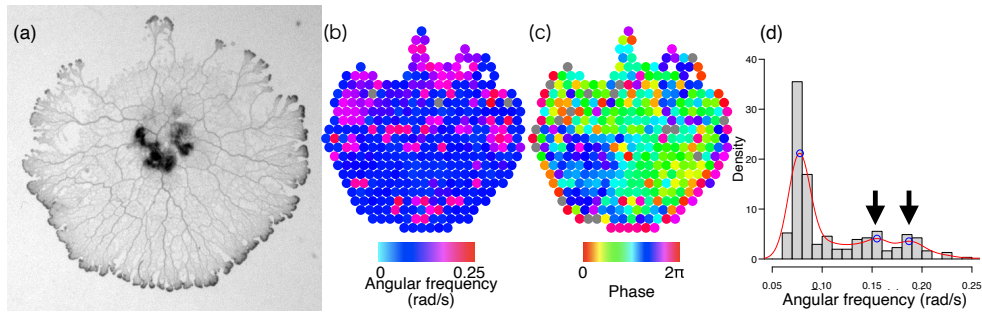 (a)
(b)
0
0.25
Angular frequency
(rad/s)
(c)
0
2π
Phase
(d)
40
30
20
10
0
Density
0.05
0.10
0.15
0.20
0.25
Angular frequency (rad/s)